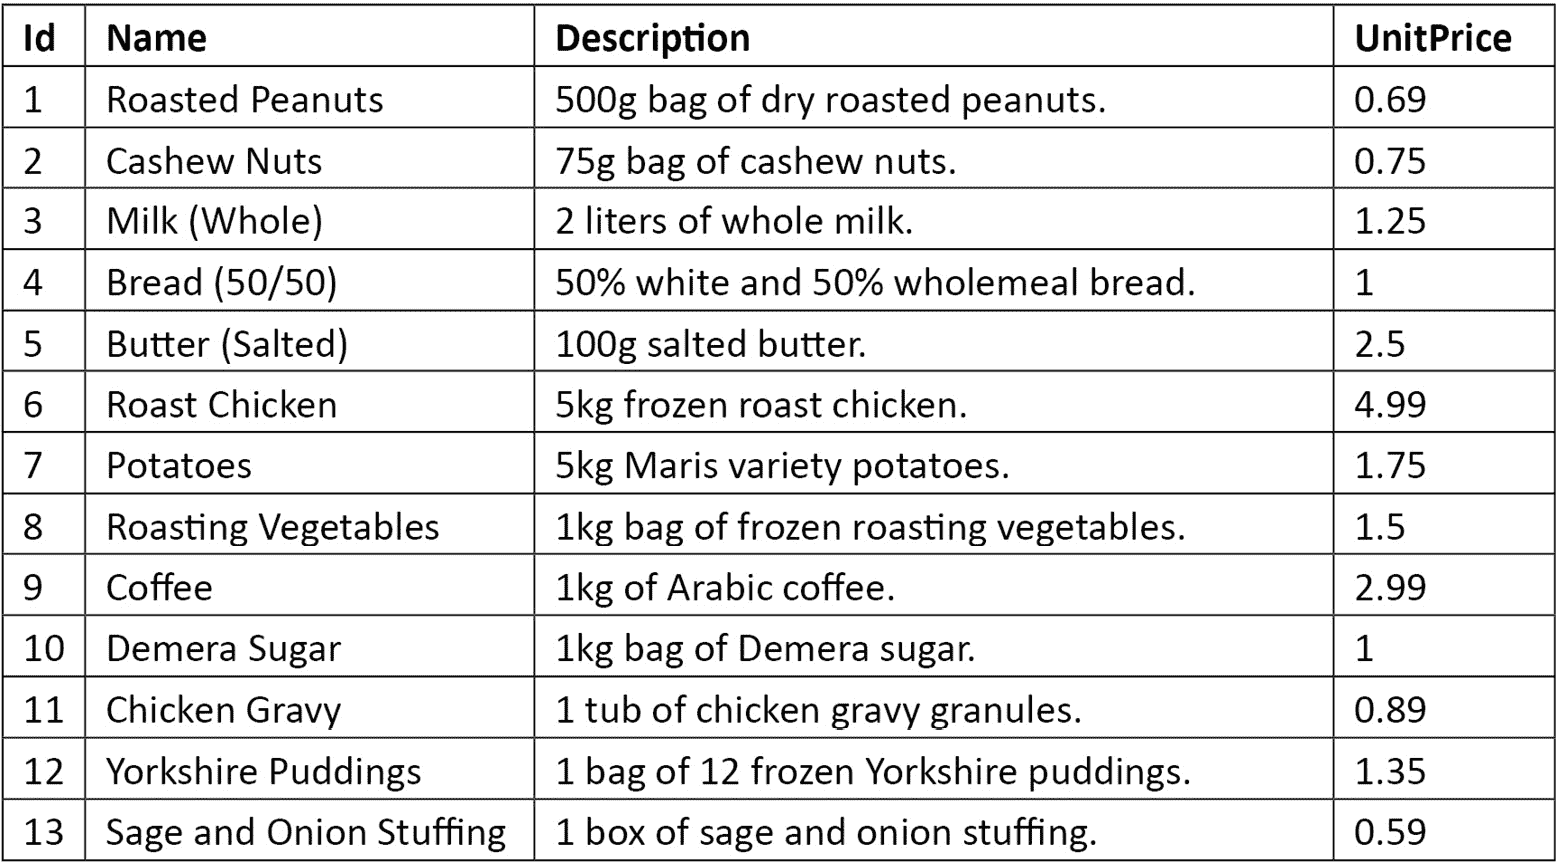 Id Name Description UnitPrice
1 Roasted Peanuts 500g bag of dry roasted peanuts. 0.69
2 Cashew Nuts 75g bag of cashew nuts. 0.75
3 Milk (Whole) 2 liters of whole milk. 1.25
4 Bread (50/50) 50% white and 50% wholemeal bread. 1
5 Butter (Salted) 100g salted butter. 2.5
6 Roast Chicken 5kg frozen roast chicken. 4.99
7 Potatoes 5kg Maris variety potatoes. 1.75
8 Roasting Vegetables 1kg bag of frozen roasting vegetables. 1.5
9 Coffee 1kg of Arabic coffee. 2.99
10 Demera Sugar 1kg bag of Demera sugar. 1
11 Chicken Gravy 1 tub of chicken gravy granules. 0.89
12 Yorkshire Puddings 1 bag of 12 frozen Yorkshire puddings. 1.35
13 Sage and Onion Stuffing 1 box of sage and onion stuffing. 0.59